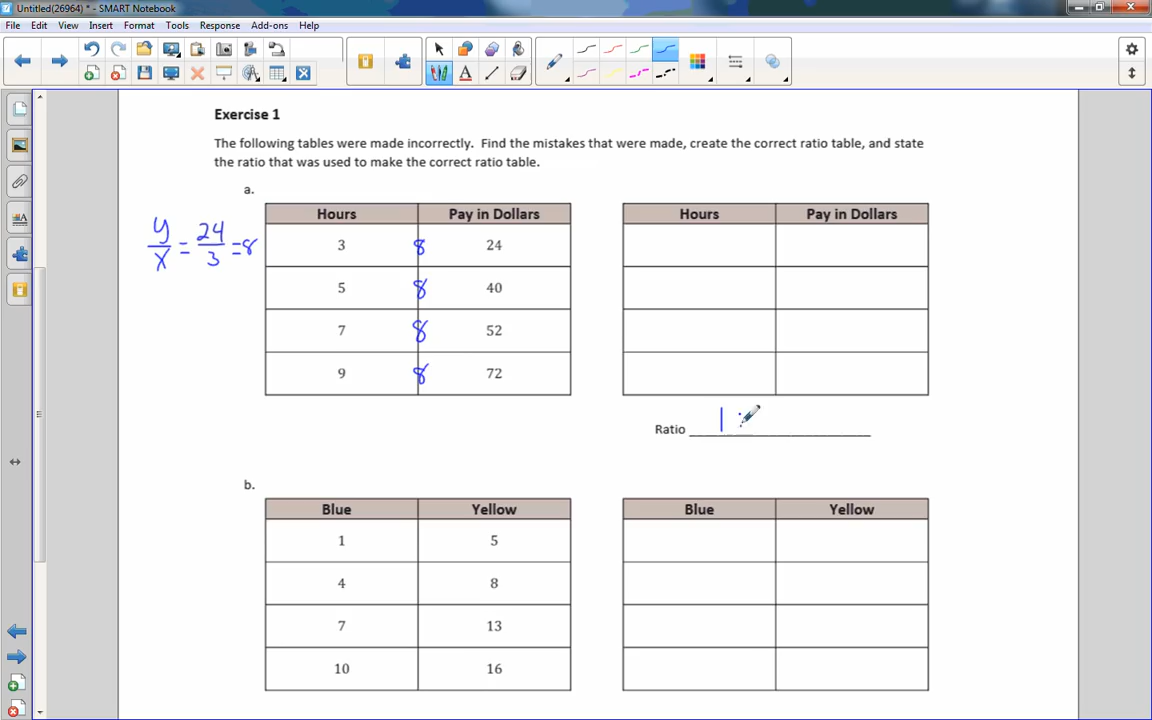 Untitled(26964) * - SMART Notebook
File Edit View Insert Format Tools Response Add-ons Help
Exercise 1
The following tables were made incorrectly. Find the mistakes that were made, create the correct ratio table, and state
the ratio that was used to make the correct ratio table.
a.
Hours Pay in Dollars Hours Pay in Dollars
y/x = 24/3 = 8
3 8 24
5 8 40
7 8 52
9 8 72
Ratio 1 :
b.
Blue Yellow Blue Yellow
1 5
4 8
7 13
10 16